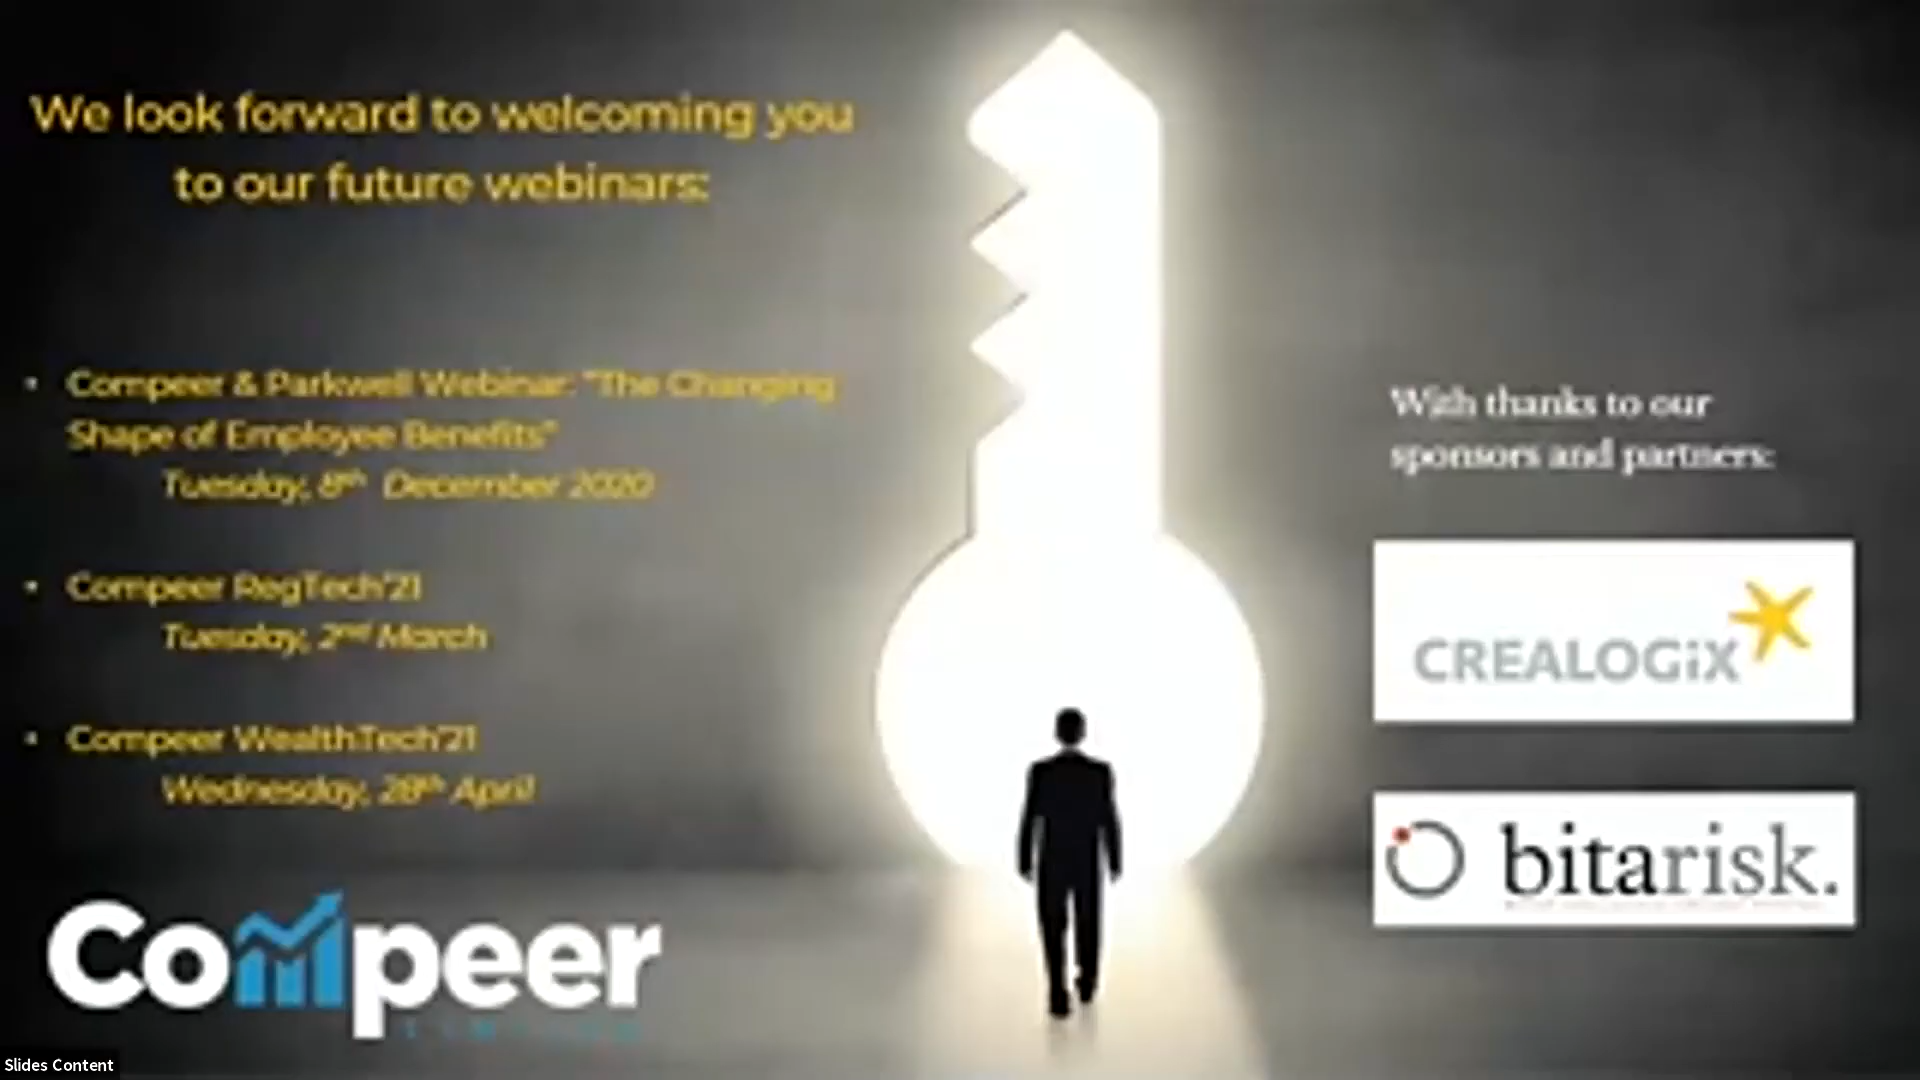 We look forward to welcoming you
to our future webinars:
• Compeer & Parkwell Webinar: "The Changing
Shape of Employee Benefits"
Tuesday, 8th December 2020
• Compeer RegTech'21
Tuesday, 2nd March
• Compeer WealthTech'21
Wednesday, 28th April
Compeer
With thanks to our
sponsors and partners:
CREALOGiX
bitarisk.
Slides Content